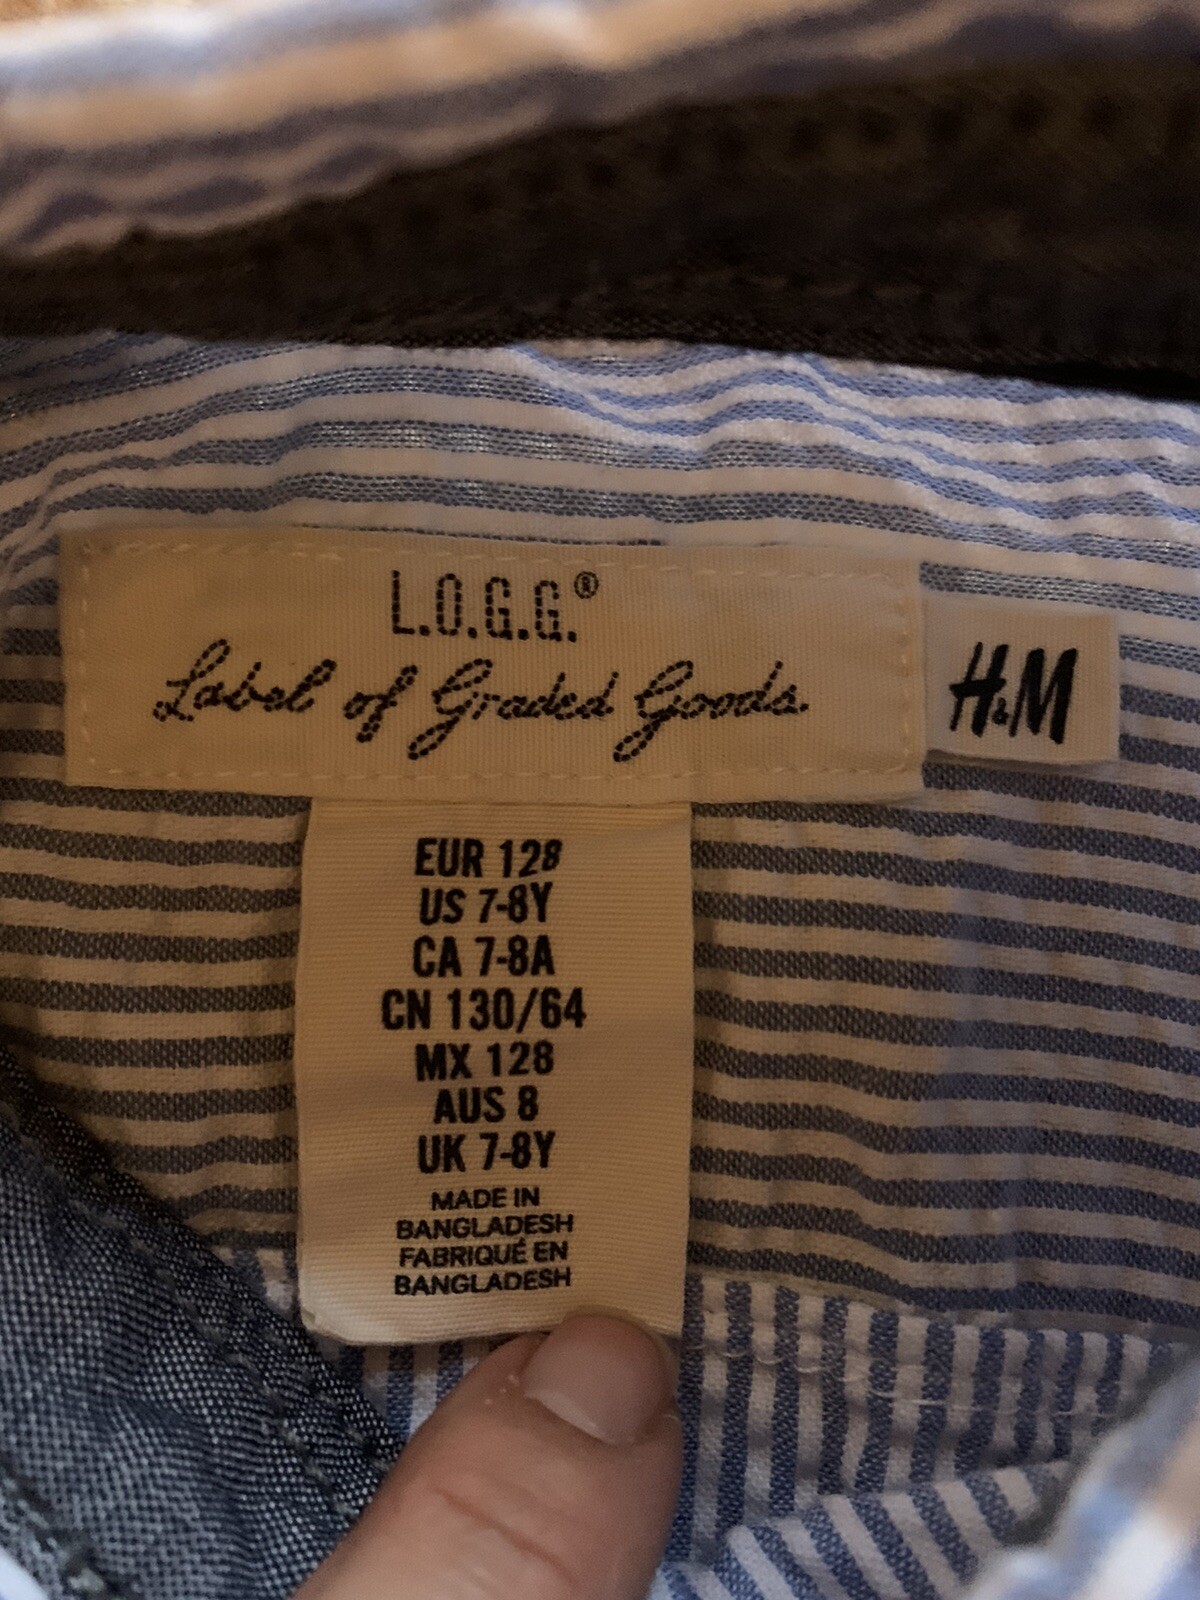 L.O.G.G.®
Label of Graded Goods.
H&M
EUR 128
US 7-8Y
CA 7-8A
CN 130/64
MX 128
AUS 8
UK 7-8Y
MADE IN
BANGLADESH
FABRIQUÉ EN
BANGLADESH